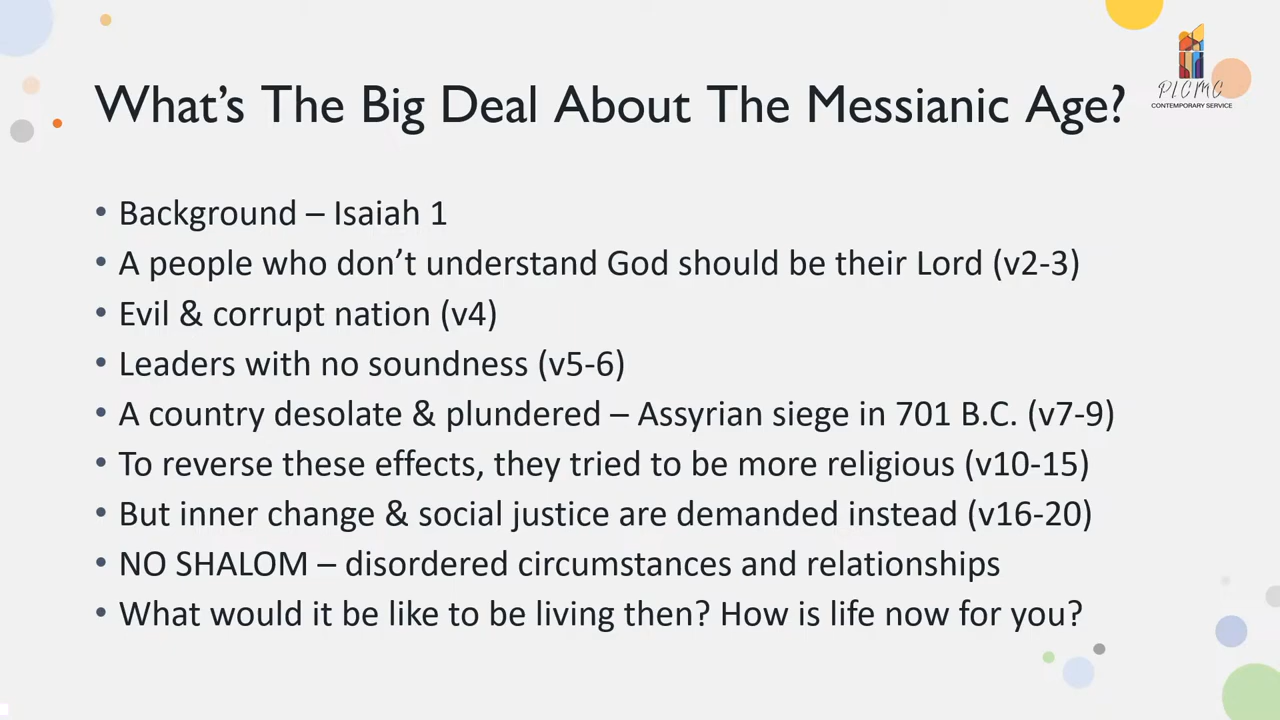 What's The Big Deal About The Messianic Age?
PLCMC
CONTEMPORARY SERVICE
• Background – Isaiah 1
• A people who don't understand God should be their Lord (v2-3)
• Evil & corrupt nation (v4)
• Leaders with no soundness (v5-6)
• A country desolate & plundered – Assyrian siege in 701 B.C. (v7-9)
• To reverse these effects, they tried to be more religious (v10-15)
• But inner change & social justice are demanded instead (v16-20)
• NO SHALOM – disordered circumstances and relationships
• What would it be like to be living then? How is life now for you?